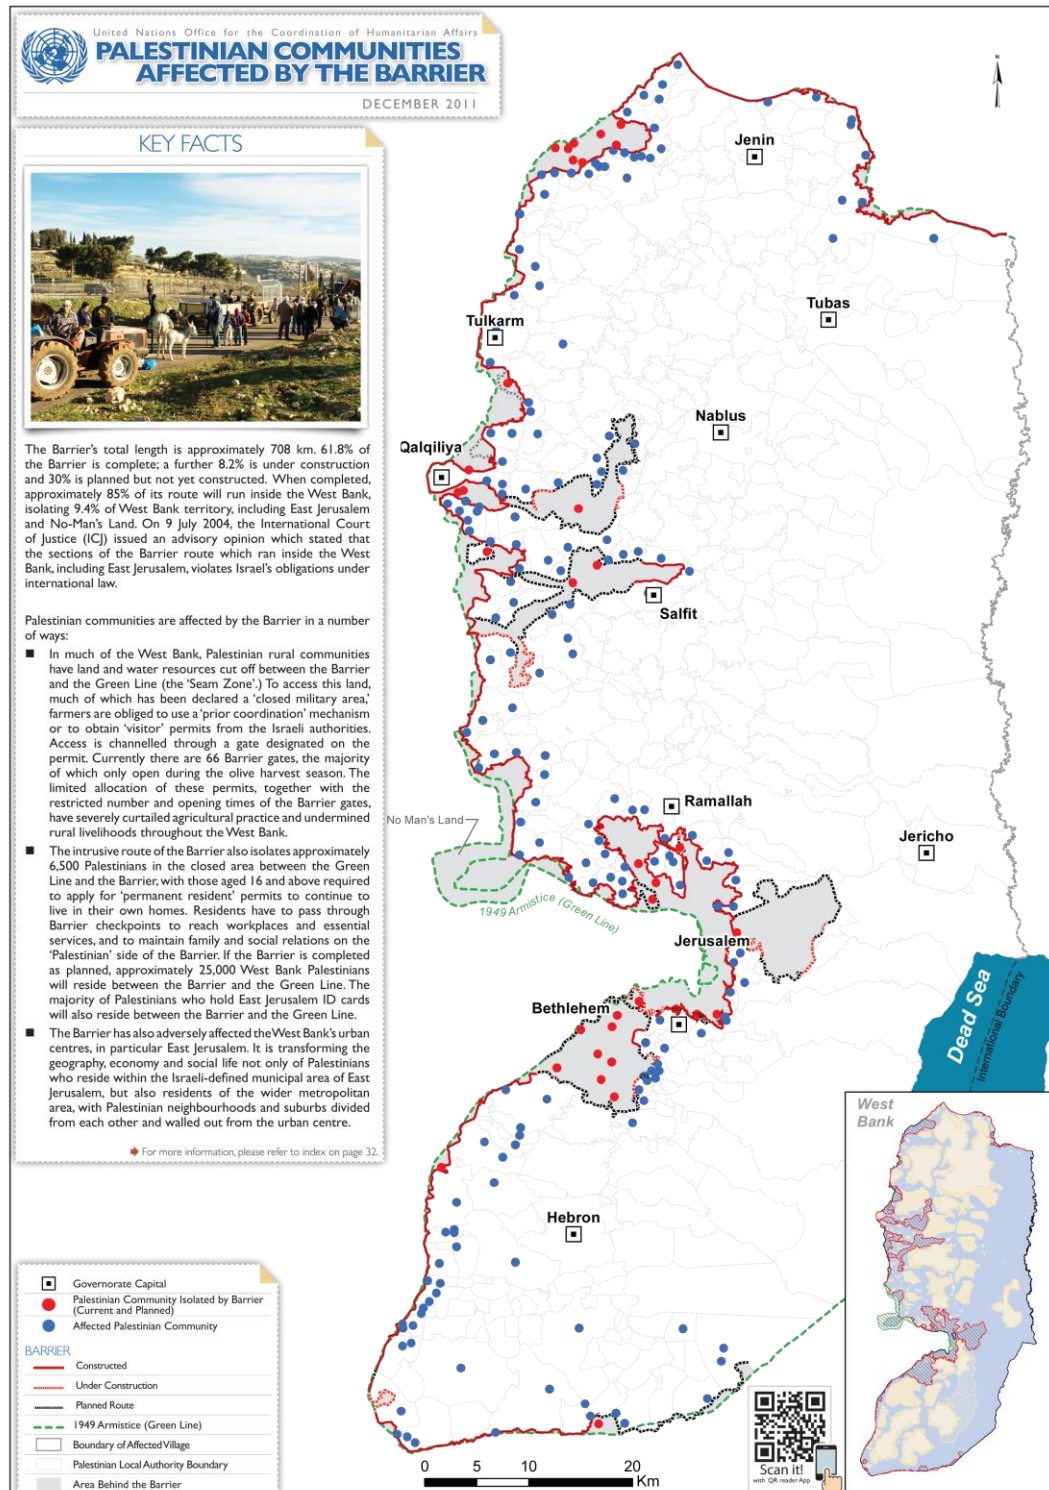 United Nations Office for the Coordination of Humanitarian Affairs
PALESTINIAN COMMUNITIES
AFFECTED BY THE BARRIER
DECEMBER 2011
KEY FACTS
The Barrier's total length is approximately 708 km. 61.8% of
the Barrier is complete; a further 8.2% is under construction
and 30% is planned but not yet constructed. When completed,
approximately 85% of its route will run inside the West Bank,
isolating 9.4% of West Bank territory, including East Jerusalem
and No-Man's Land. On 9 July 2004, the International Court
of Justice (ICJ) issued an advisory opinion which stated that
the sections of the Barrier route which ran inside the West
Bank, including East Jerusalem, violates Israel's obligations under
international law.
Palestinian communities are affected by the Barrier in a number
of ways:
■ In much of the West Bank, Palestinian rural communities
have land and water resources cut off between the Barrier
and the Green Line (the 'Seam Zone'.) To access this land,
much of which has been declared a 'closed military area,'
farmers are obliged to use a 'prior coordination' mechanism
or to obtain 'visitor' permits from the Israeli authorities.
Access is channelled through a gate designated on the
permit. Currently there are 66 Barrier gates, the majority
of which only open during the olive harvest season. The
limited allocation of these permits, together with the
restricted number and opening times of the Barrier gates,
have severely curtailed agricultural practice and undermined
rural livelihoods throughout the West Bank.
■ The intrusive route of the Barrier also isolates approximately
6,500 Palestinians in the closed area between the Green
Line and the Barrier, with those aged 16 and above required
to apply for 'permanent resident' permits to continue to
live in their own homes. Residents have to pass through
Barrier checkpoints to reach workplaces and essential
services, and to maintain family and social relations on the
'Palestinian' side of the Barrier. If the Barrier is completed
as planned, approximately 25,000 West Bank Palestinians
will reside between the Barrier and the Green Line. The
majority of Palestinians who hold East Jerusalem ID cards
will also reside between the Barrier and the Green Line.
■ The Barrier has also adversely affected the West Bank's urban
centres, in particular East Jerusalem. It is transforming the
geography, economy and social life not only of Palestinians
who reside within the Israeli-defined municipal area of East
Jerusalem, but also residents of the wider metropolitan
area, with Palestinian neighbourhoods and suburbs divided
from each other and walled out from the urban centre.
For more information, please refer to index on page 32.
Governorate Capital
Palestinian Community Isolated by Barrier
(Current and Planned)
Affected Palestinian Community
BARRIER
Constructed
Under Construction
Planned Route
1949 Armistice (Green Line)
Boundary of Affected Village
Palestinian Local Authority Boundary
Area Behind the Barrier
N
Jenin
Tubas
Tulkarm
Nablus
Qalqiliya
Salfit
Ramallah
No Man's Land
Jericho
1949 Armistice (Green Line)
Jerusalem
Bethlehem
Dead Sea
International Boundary
Hebron
West
Bank
0 5 10 20
Km
Scan it!
with QR reader App